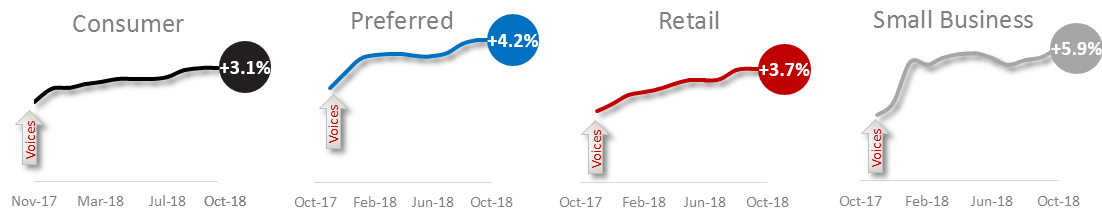 Consumer
+3.1%
Voices
Nov-17 Mar-18 Jul-18 Oct-18
Preferred
+4.2%
Voices
Oct-17 Feb-18 Jun-18 Oct-18
Retail
+3.7%
Voices
Oct-17 Feb-18 Jun-18 Oct-18
Small Business
+5.9%
Voices
Oct-17 Feb-18 Jun-18 Oct-18